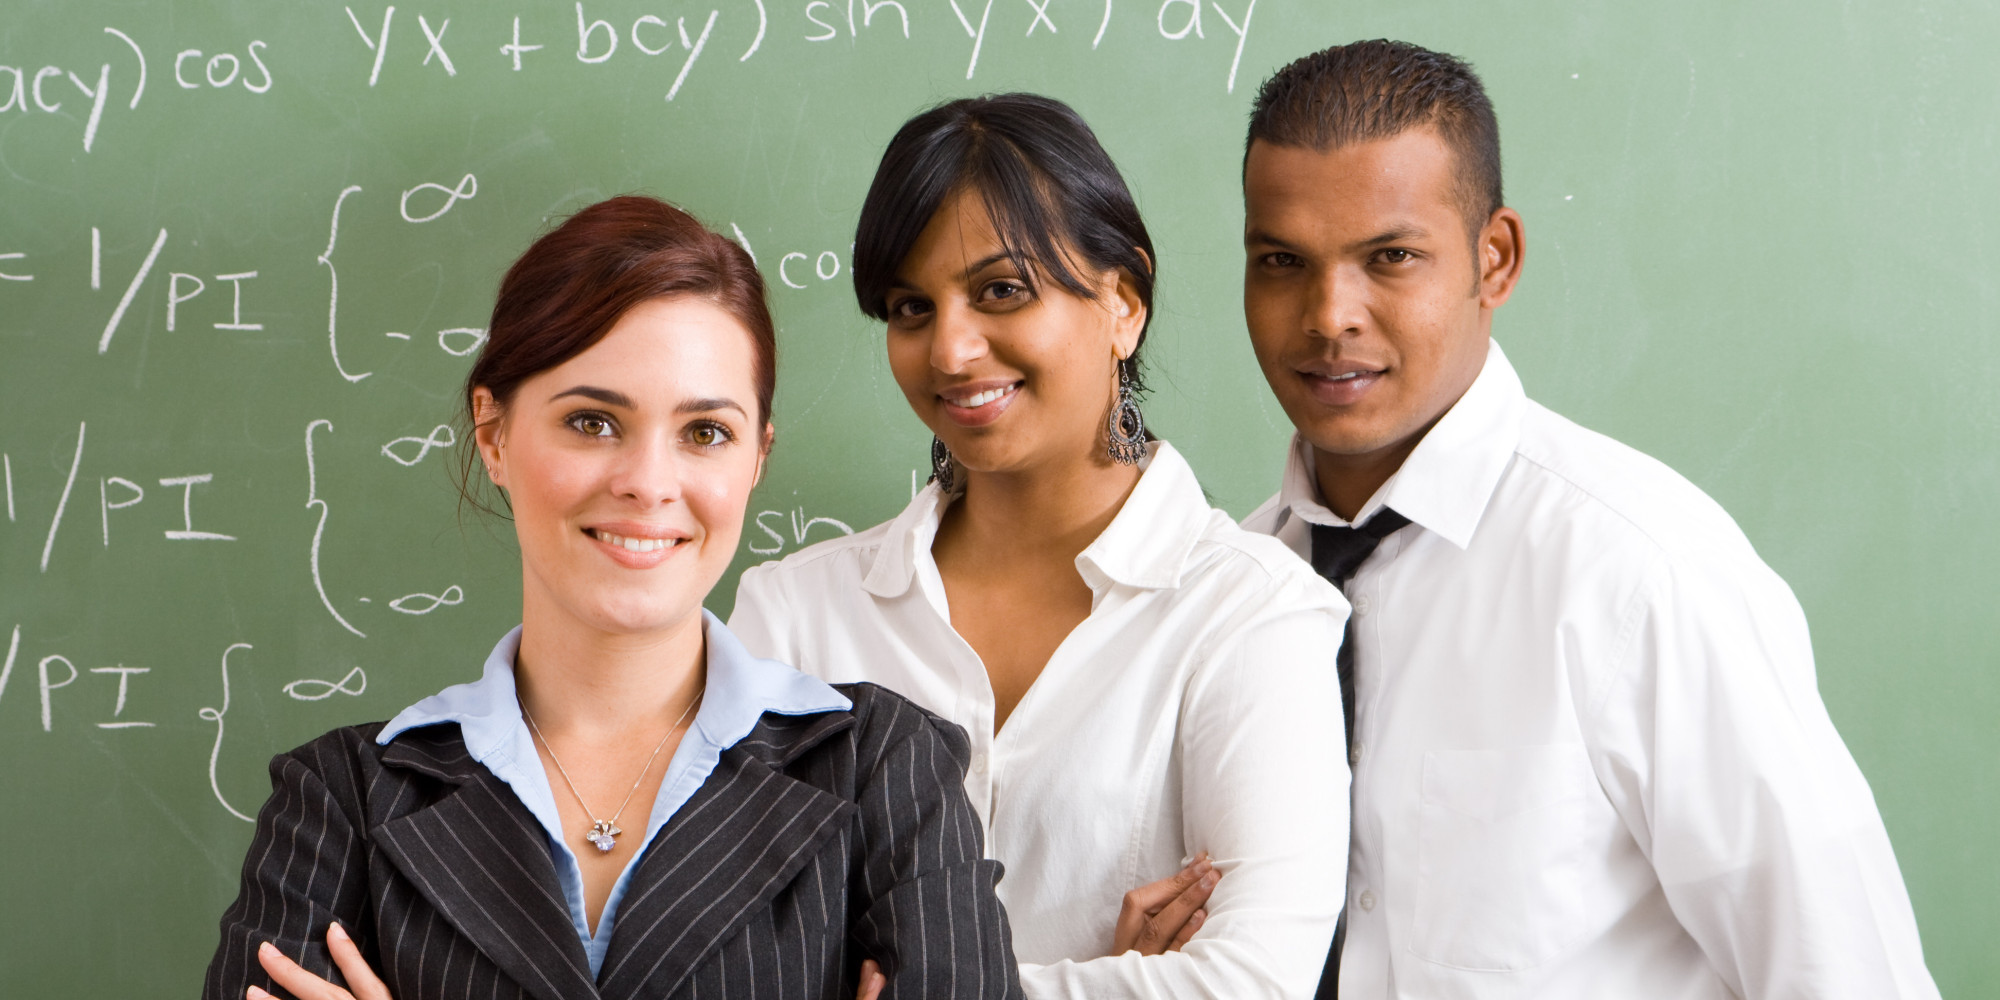 acy) cos yx + bcy) sin yx) dy
= 1/PI { ∞ -∞ ) co
1/PI { ∞ -∞ sin
/PI { ∞